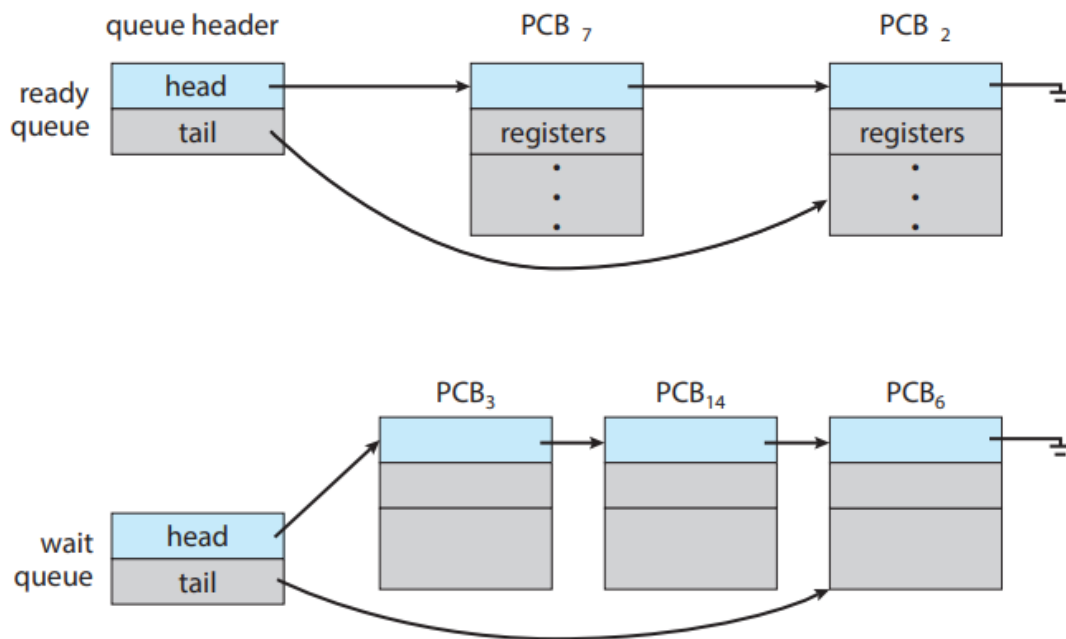 queue header
PCB 7
PCB 2
ready
queue
head
tail
registers
registers
PCB3
PCB14
PCB6
wait
queue
head
tail